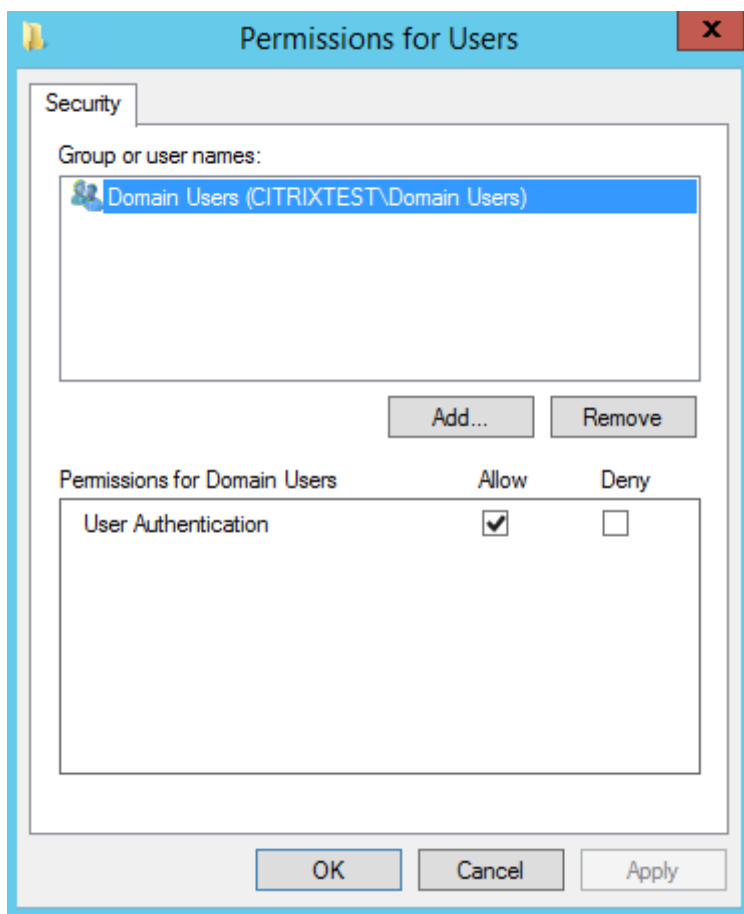 Permissions for Users
x
Security
Group or user names:
Domain Users (CITRIXTEST\Domain Users)
Add... Remove
Permissions for Domain Users Allow Deny
User Authentication
OK Cancel Apply